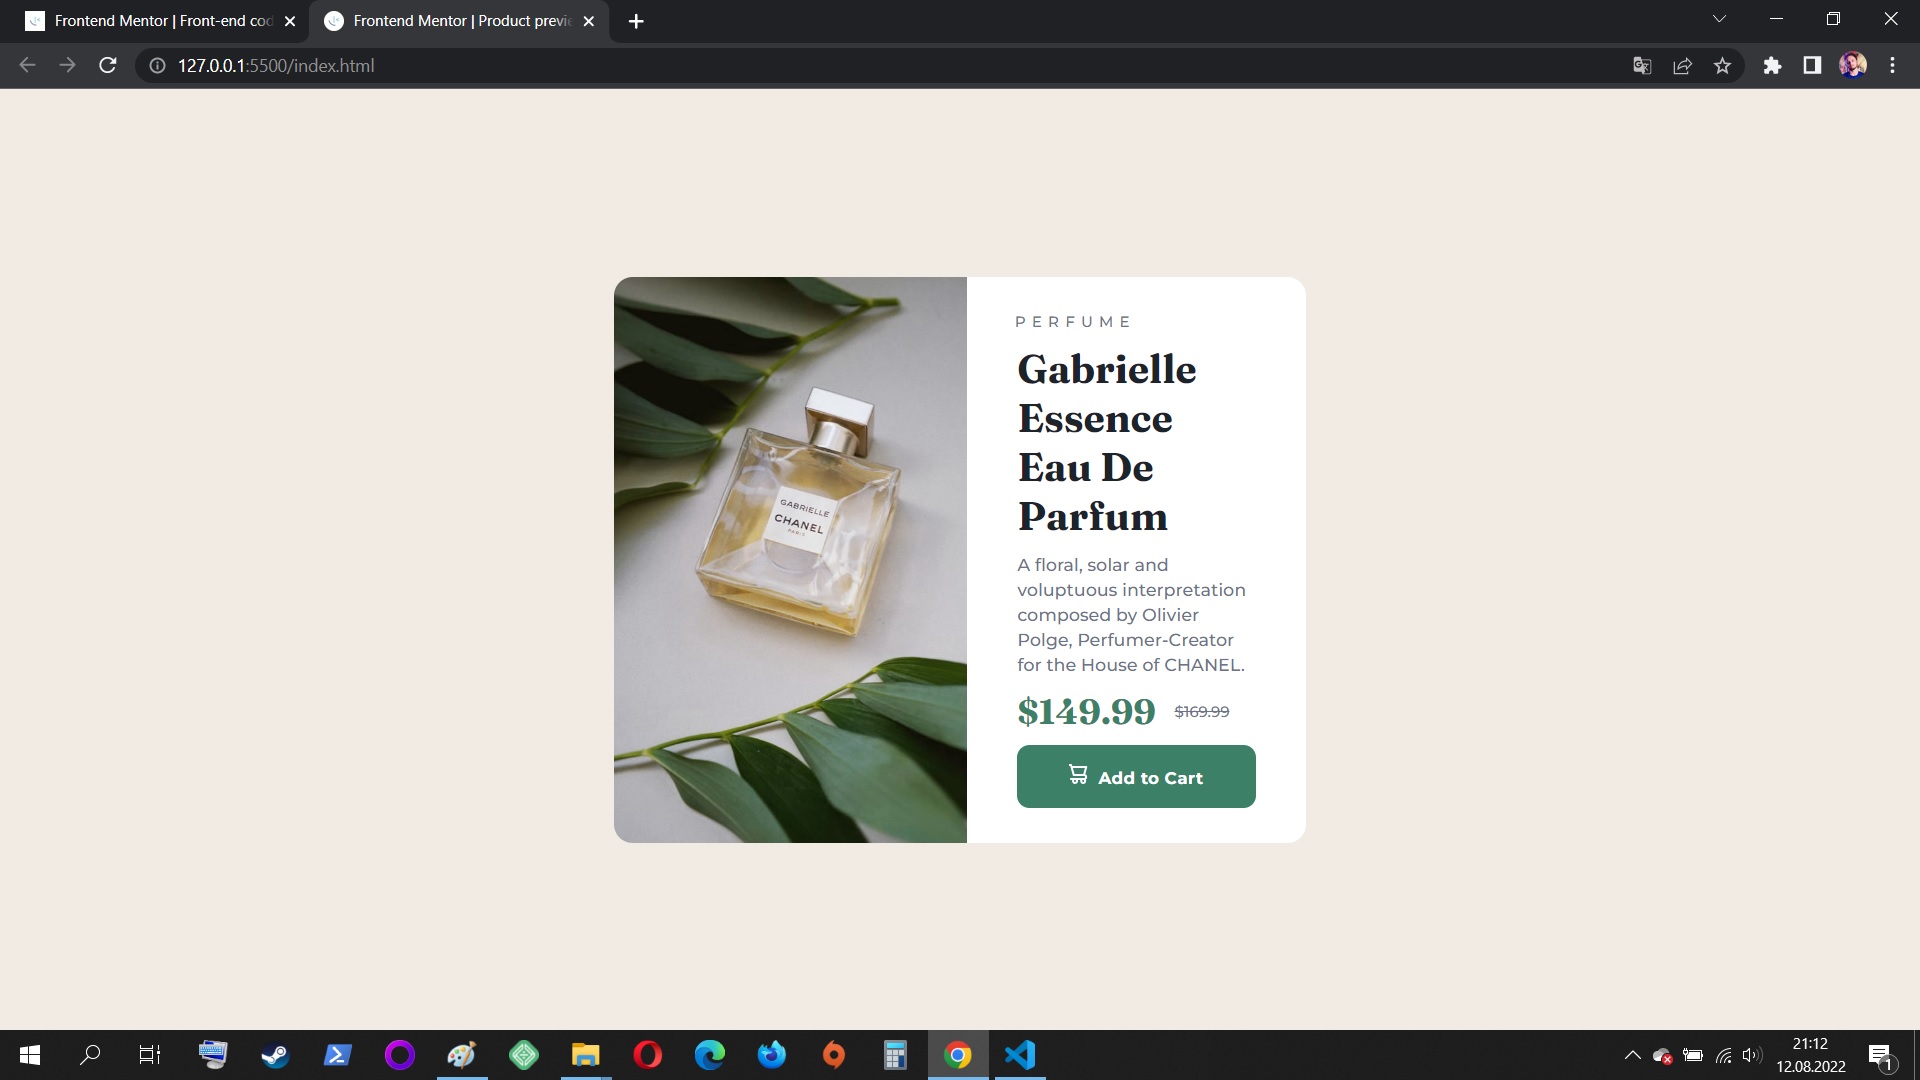 Frontend Mentor | Front-end cod
Frontend Mentor | Product previe
127.0.0.1:5500/index.html
PERFUME
Gabrielle
Essence
Eau De
Parfum
A floral, solar and
voluptuous interpretation
composed by Olivier
Polge, Perfumer-Creator
for the House of CHANEL.
$149.99 $169.99
Add to Cart
GABRIELLE
CHANEL
PARIS
21:12
12.08.2022
1